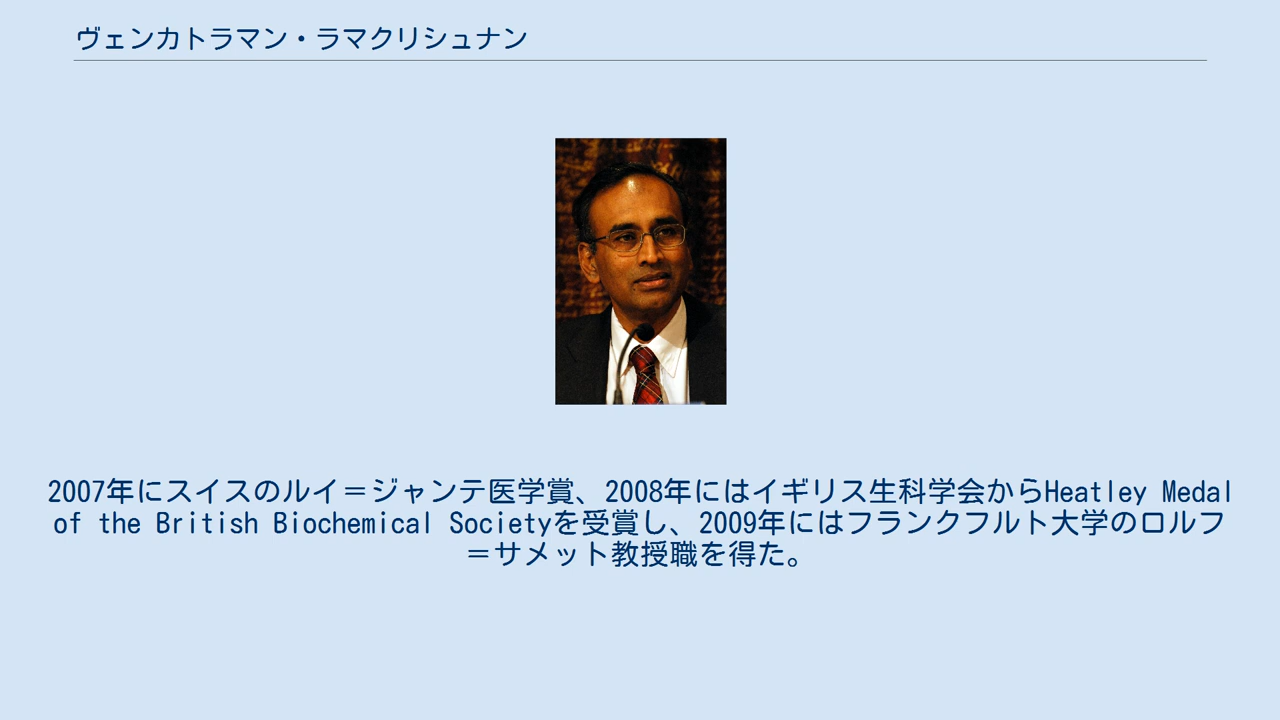 ヴェンカトラマン・ラマクリシュナン
2007年にスイスのルイ＝ジャンテ医学賞、2008年にはイギリス生科学会からHeatley Medal
of the British Biochemical Societyを受賞し、2009年にはフランクフルト大学のロルフ
＝サメット教授職を得た。